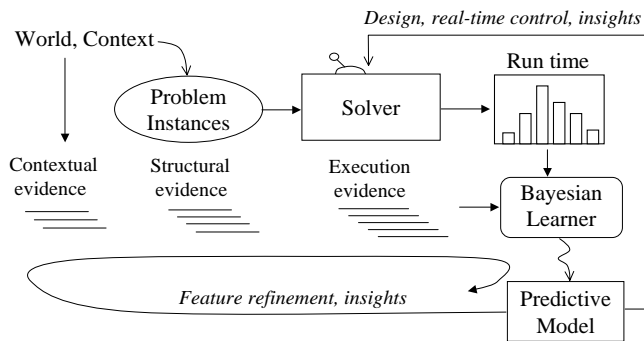 Design, real-time control, insights
World, Context
Run time
Problem
Instances
Solver
Contextual
evidence
Structural
evidence
Execution
evidence
Bayesian
Learner
Feature refinement, insights
Predictive
Model